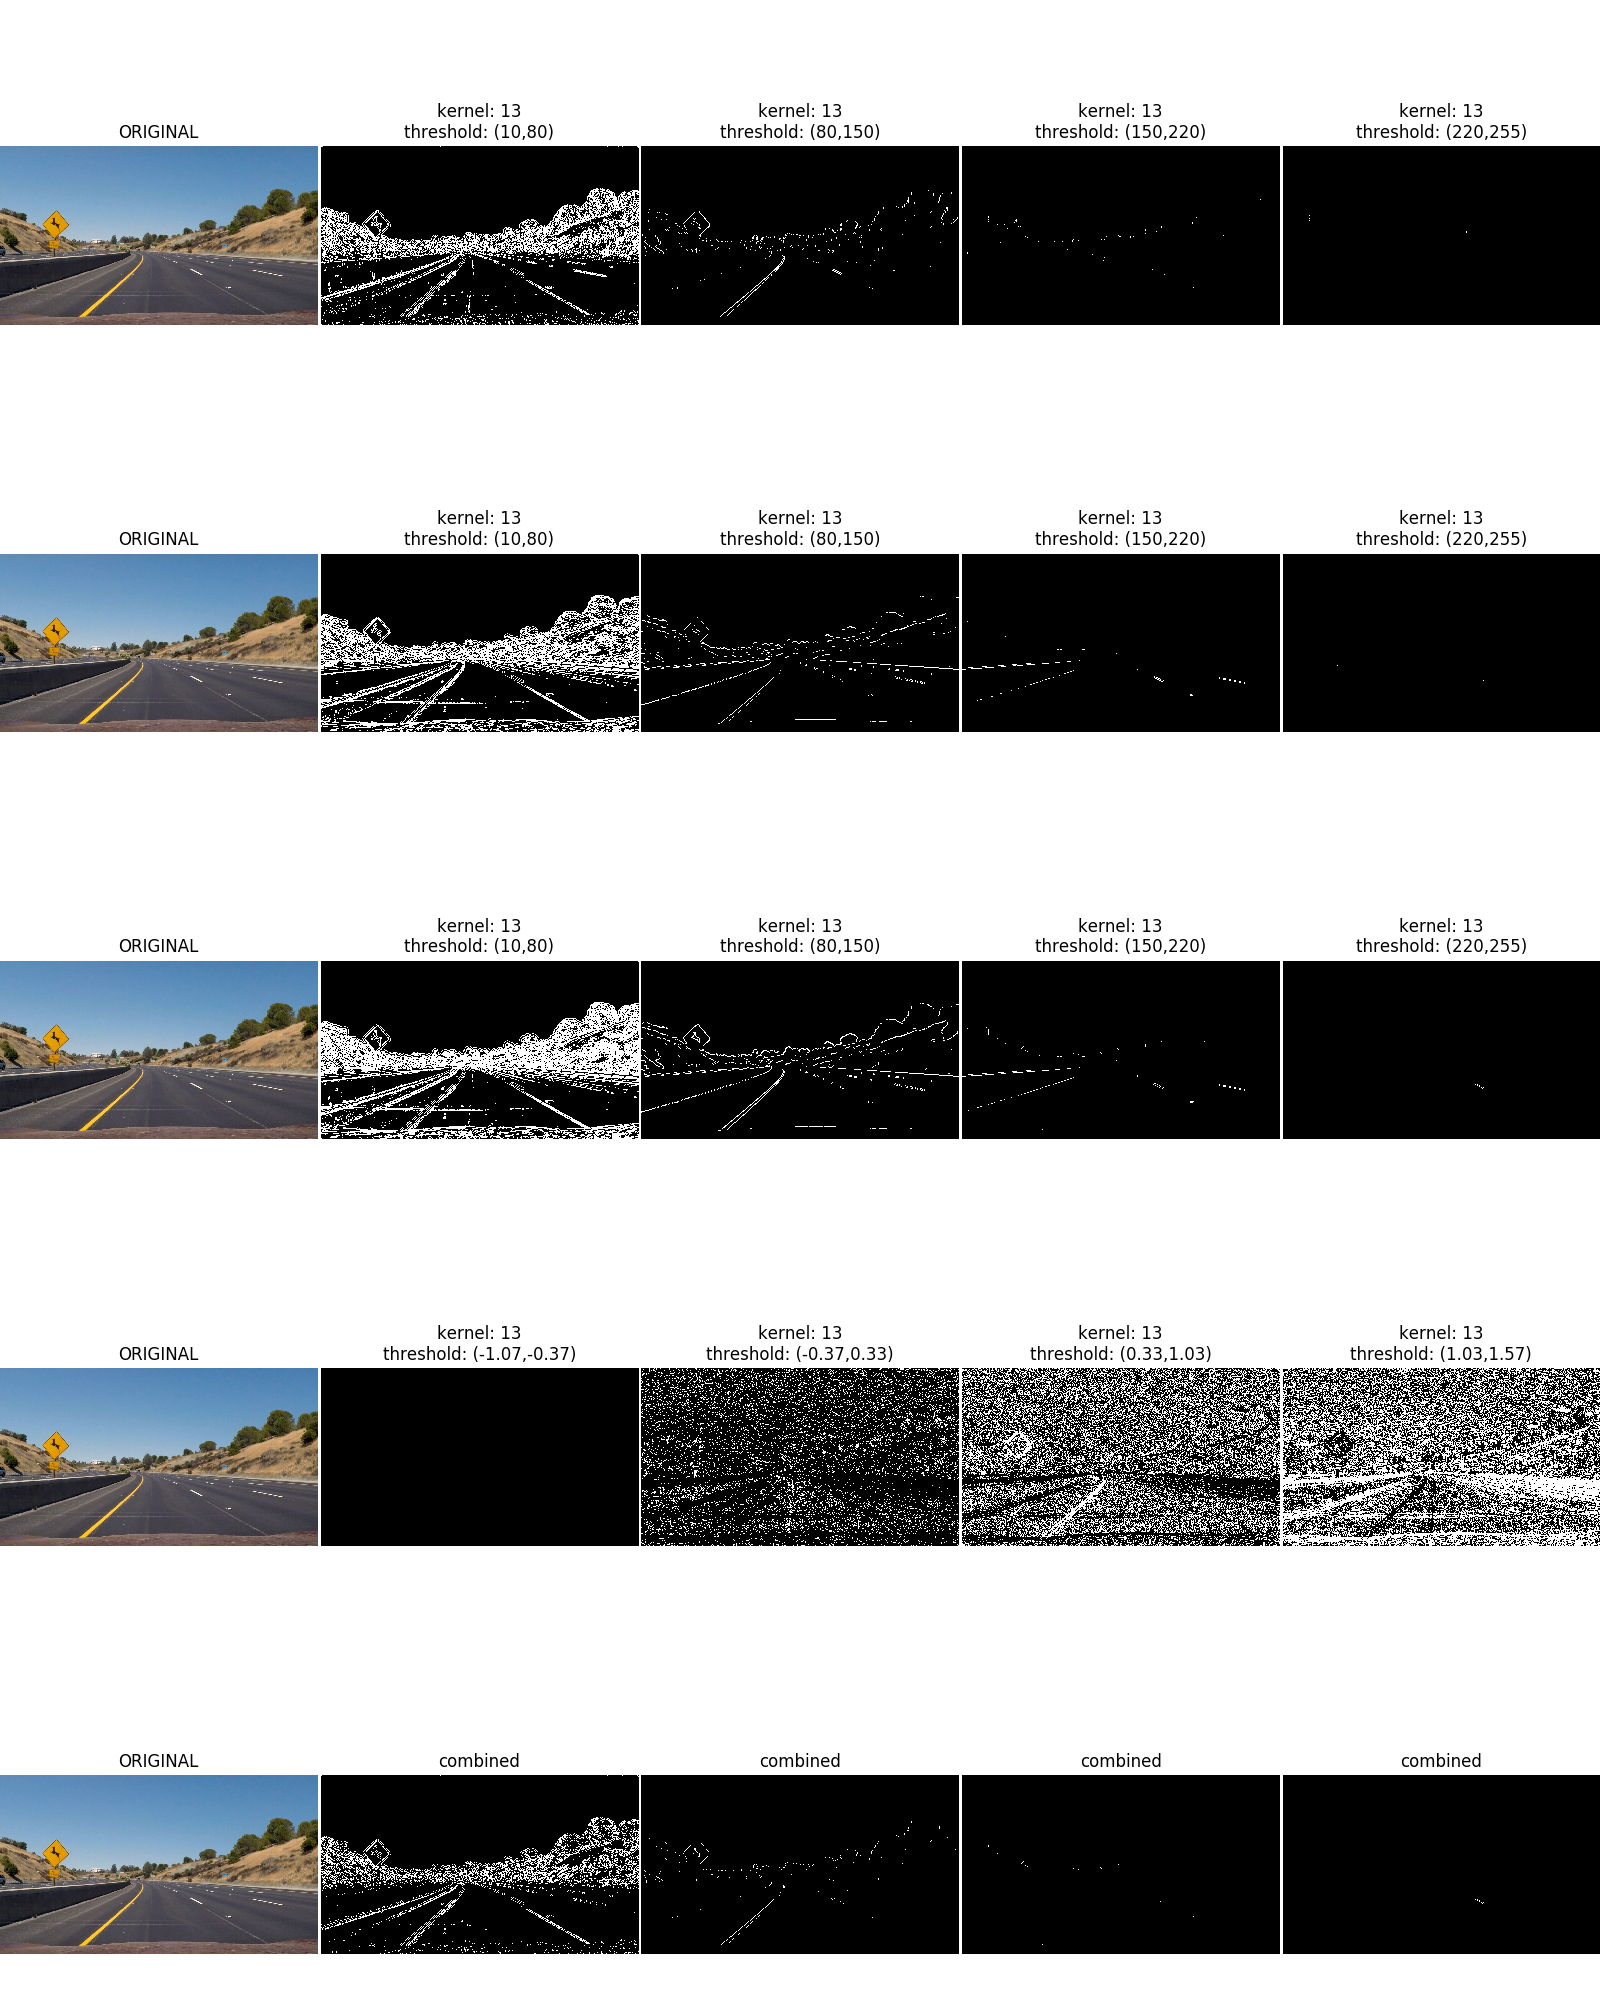 ORIGINAL
kernel: 13
threshold: (10,80)
kernel: 13
threshold: (80,150)
kernel: 13
threshold: (150,220)
kernel: 13
threshold: (220,255)
ORIGINAL
kernel: 13
threshold: (10,80)
kernel: 13
threshold: (80,150)
kernel: 13
threshold: (150,220)
kernel: 13
threshold: (220,255)
ORIGINAL
kernel: 13
threshold: (10,80)
kernel: 13
threshold: (80,150)
kernel: 13
threshold: (150,220)
kernel: 13
threshold: (220,255)
ORIGINAL
kernel: 13
threshold: (-1.07,-0.37)
kernel: 13
threshold: (-0.37,0.33)
kernel: 13
threshold: (0.33,1.03)
kernel: 13
threshold: (1.03,1.57)
ORIGINAL
combined
combined
combined
combined